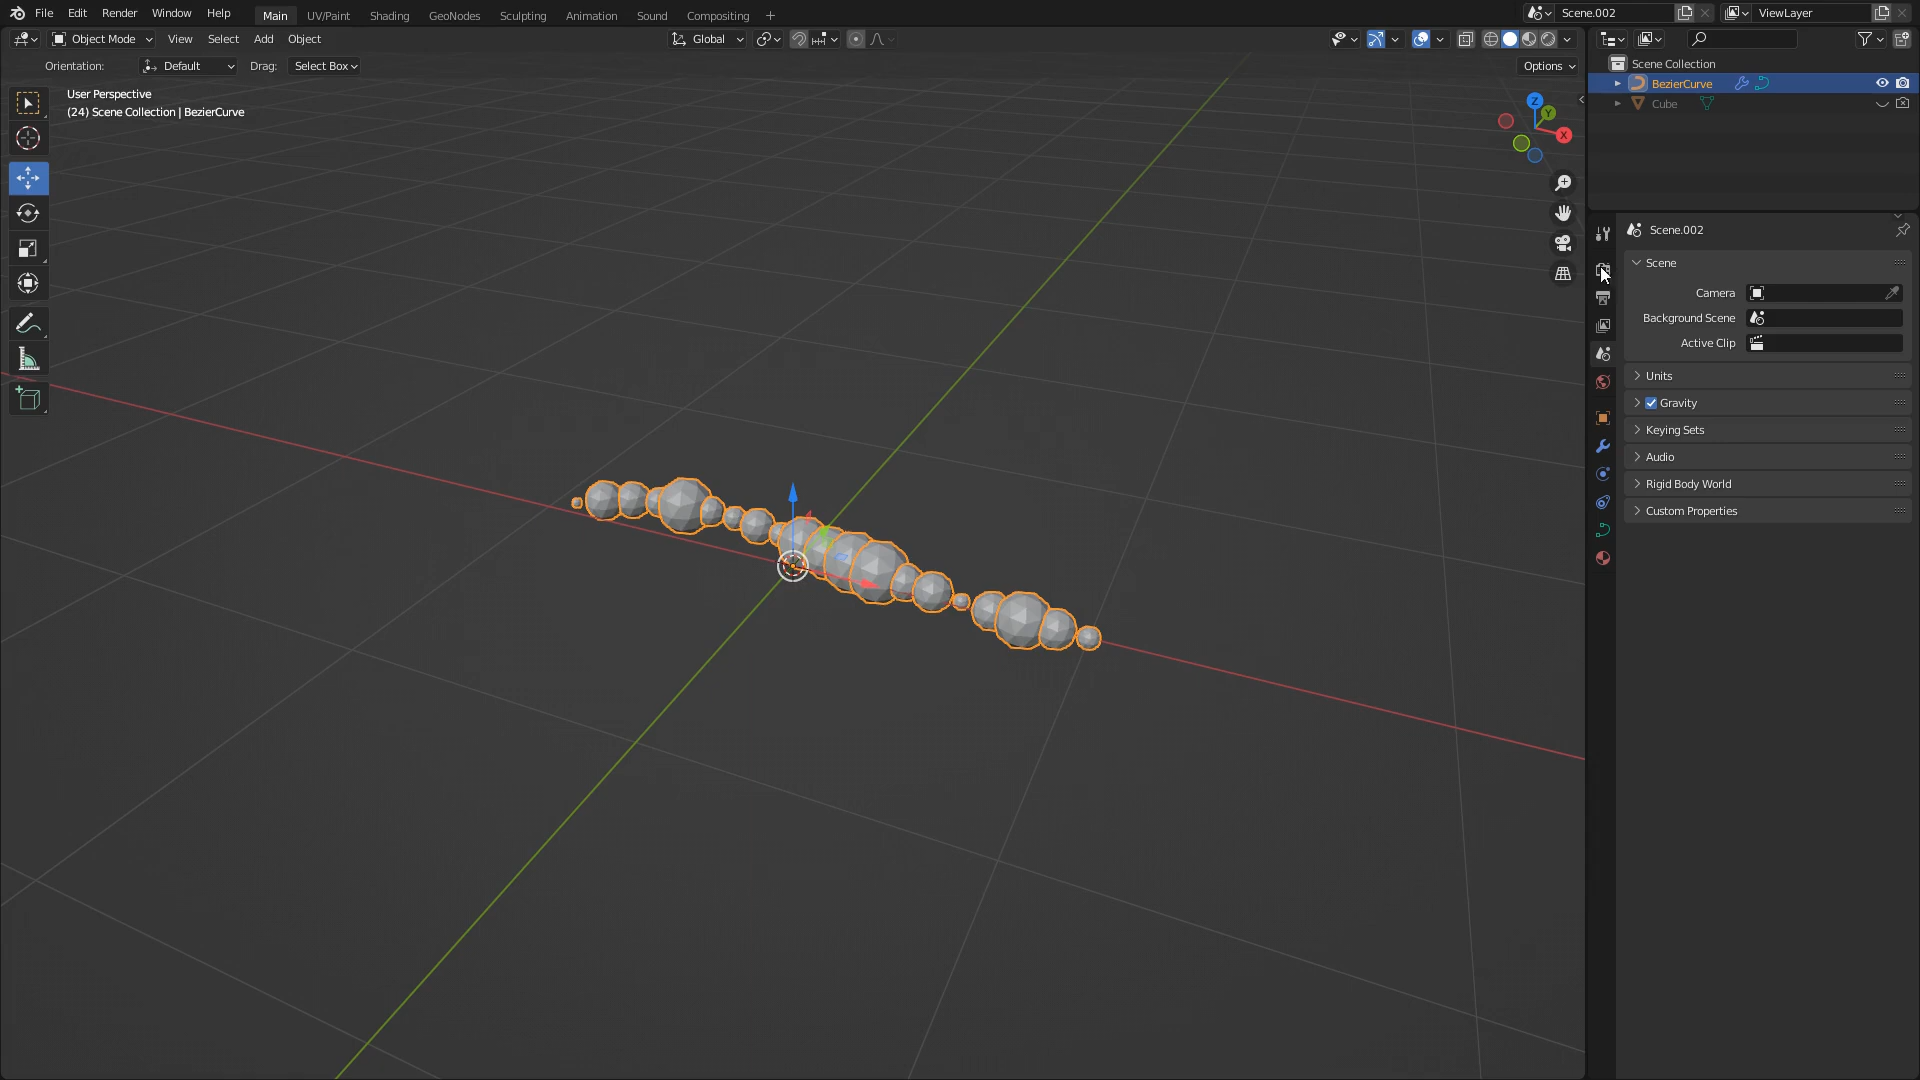 File Edit Render Window Help Main UV/Paint Shading GeoNodes Sculpting Animation Sound Compositing + Scene.002 ViewLayer
Object Mode View Select Add Object Global
Orientation: Default Drag: Select Box Options
User Perspective
(24) Scene Collection | BezierCurve
Z
Y
X
Scene Collection
BezierCurve
Cube
Scene.002
Scene
Camera
Background Scene
Active Clip
Units
Gravity
Keying Sets
Audio
Rigid Body World
Custom Properties